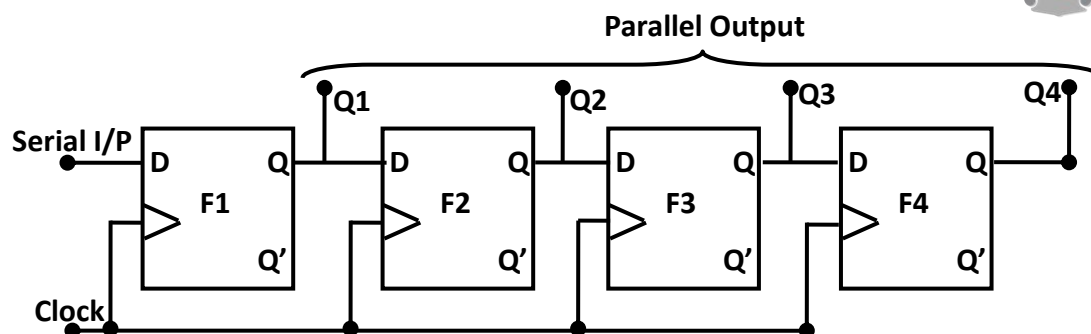 Parallel Output
Q1 Q2 Q3 Q4
Serial I/P
D Q D Q D Q D Q
F1 F2 F3 F4
Q’ Q’ Q’ Q’
Clock